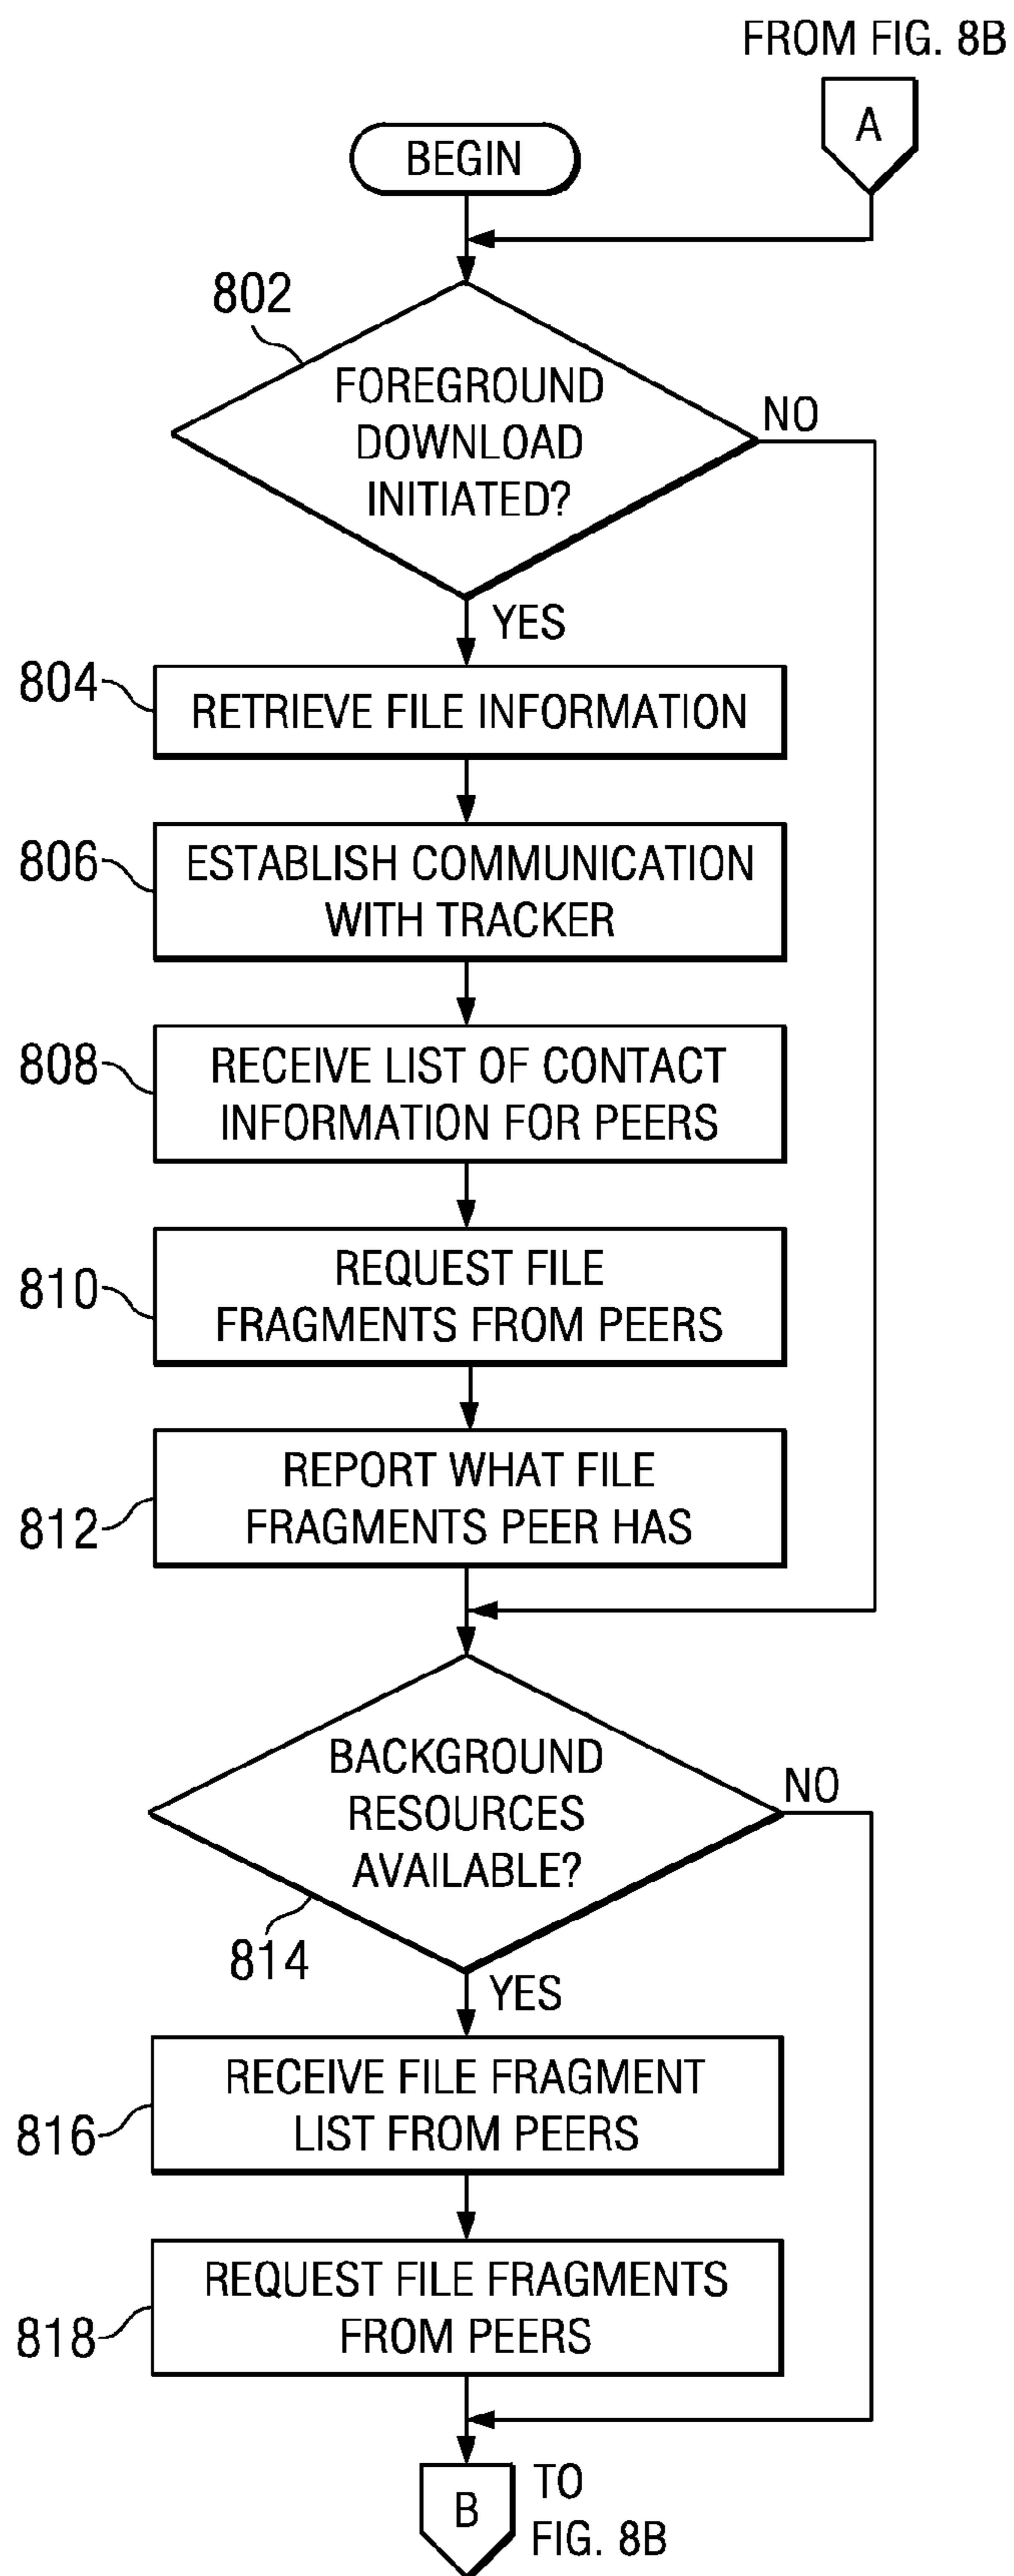 FROM FIG. 8B
A
BEGIN
802
FOREGROUND
DOWNLOAD
INITIATED?
NO
YES
804
RETRIEVE FILE INFORMATION
806
ESTABLISH COMMUNICATION
WITH TRACKER
808
RECEIVE LIST OF CONTACT
INFORMATION FOR PEERS
810
REQUEST FILE
FRAGMENTS FROM PEERS
812
REPORT WHAT FILE
FRAGMENTS PEER HAS
BACKGROUND
RESOURCES
AVAILABLE?
NO
814
YES
816
RECEIVE FILE FRAGMENT
LIST FROM PEERS
818
REQUEST FILE FRAGMENTS
FROM PEERS
B
TO
FIG. 8B